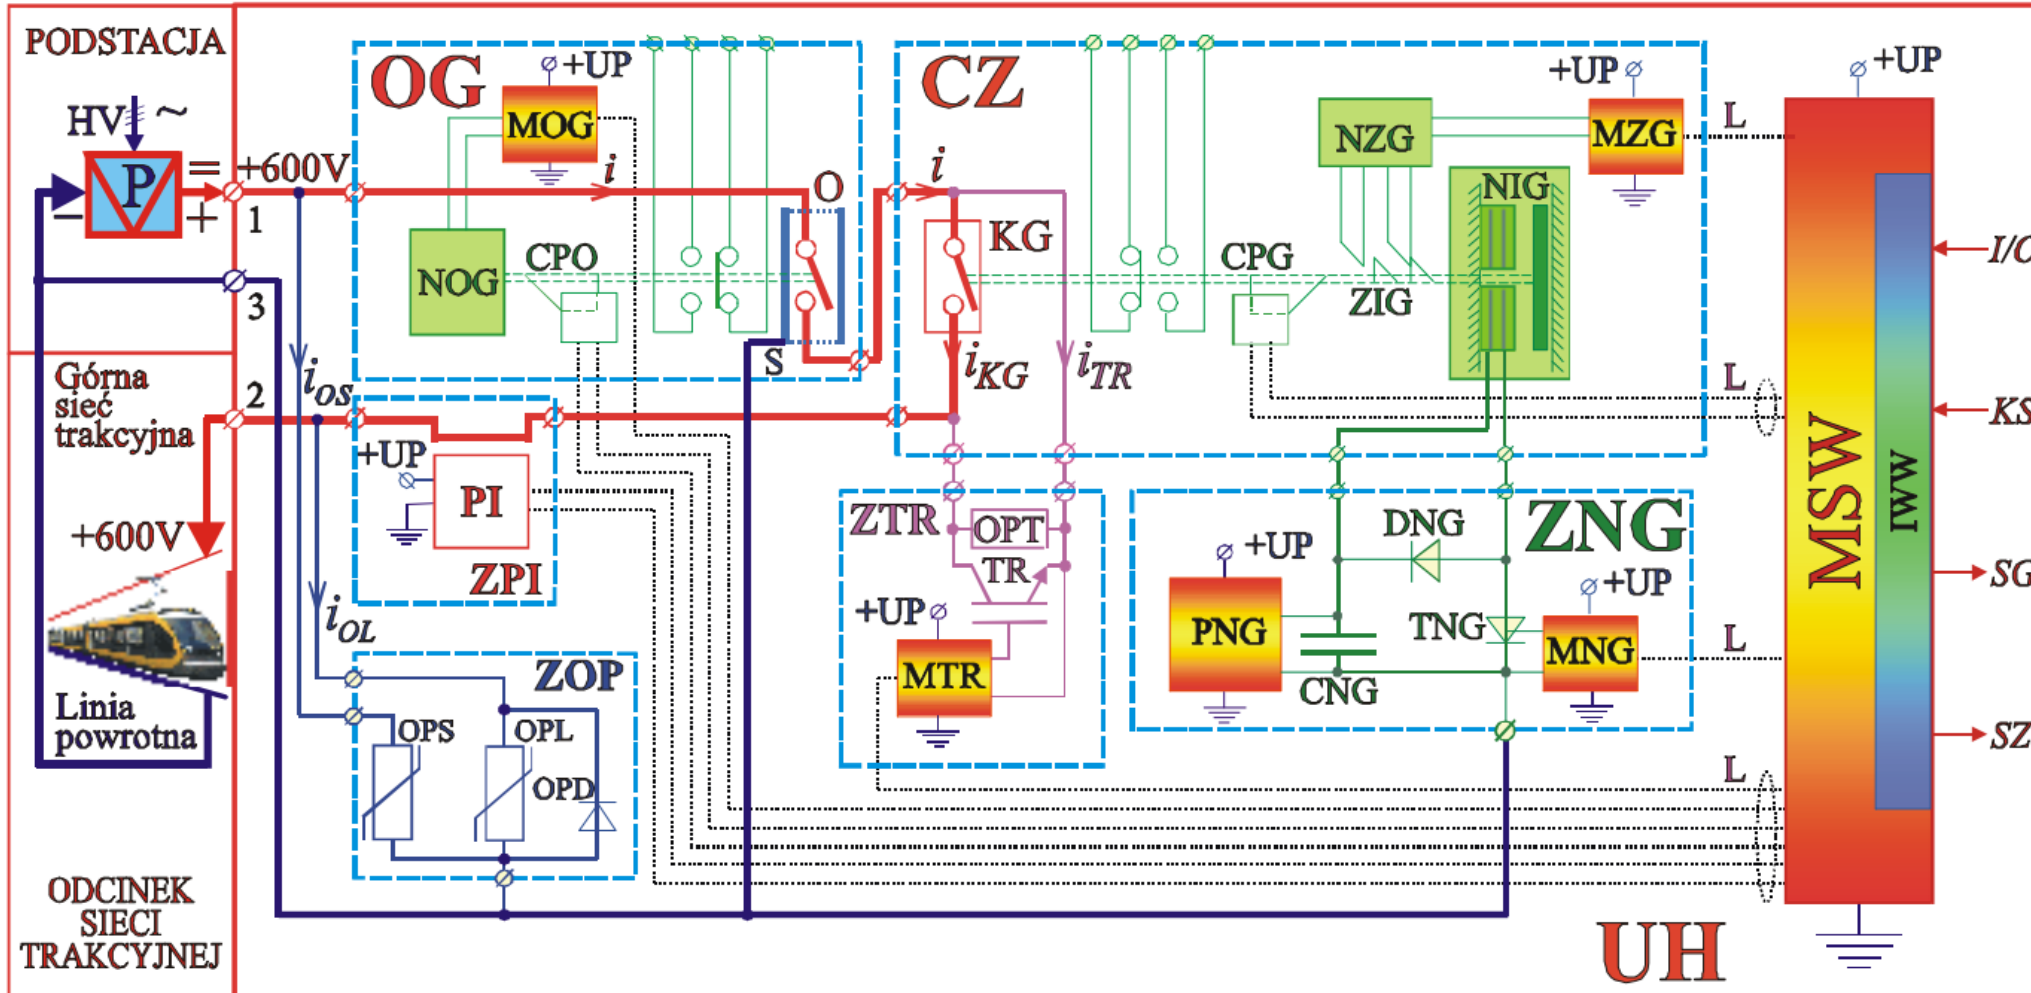 PODSTACJA
HV ~
P
=
+600V
−
+
1
3
Górna
sieć
trakcyjna
2
+600V
Linia
powrotna
ODCINEK
SIECI
TRAKCYJNEJ
OG
+UP
MOG
i
O
NOG
CPO
S
iOS
+UP
PI
ZPI
iOL
ZOP
OPS
OPL
OPD
CZ
i
KG
iKG
iTR
CPG
NZG
+UP
MZG
NIG
ZIG
ZTR
OPT
TR
+UP
MTR
ZNG
DNG
+UP
PNG
CNG
TNG
+UP
MNG
L
L
L
L
+UP
MSW
IWW
I/O
KS
SG
SZ
UH